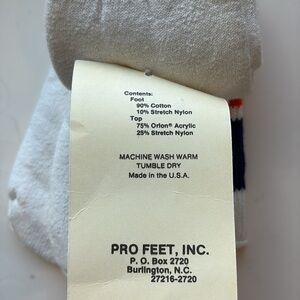 Contents:
Foot
90% Cotton
10% Stretch Nylon
Top
75% Orlon® Acrylic
25% Stretch Nylon
MACHINE WASH WARM
TUMBLE DRY
Made in the U.S.A.
PRO FEET, INC.
P. O. Box 2720
Burlington, N.C.
27216-2720